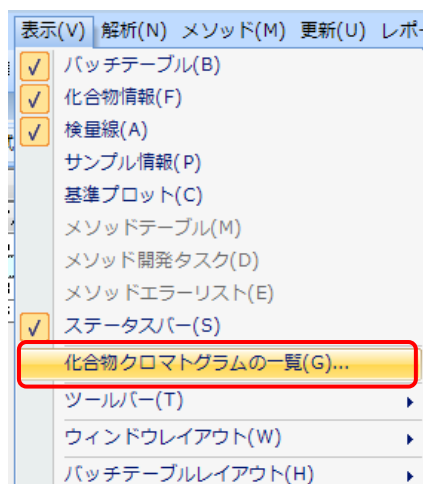 表示(V) 解析(N) メソッド(M) 更新(U) レポ
バッチテーブル(B)
化合物情報(F)
検量線(A)
サンプル情報(P)
基準プロット(C)
メソッドテーブル(M)
メソッド開発タスク(D)
メソッドエラーリスト(E)
ステータスバー(S)
化合物クロマトグラムの一覧(G)...
ツールバー(T)
ウィンドウレイアウト(W)
バッチテーブルレイアウト(H)